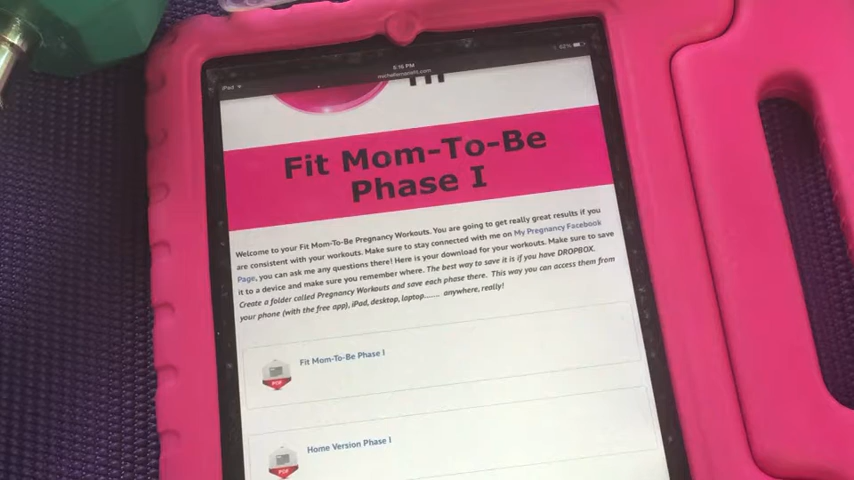 iPad
5:16 PM
62%
Fit Mom-To-Be
Phase I
Welcome to your Fit Mom-To-Be Pregnancy Workouts. You are going to get really great results if you
are consistent with your workouts. Make sure to stay connected with me on My Pregnancy Facebook
Page, you can ask me any questions there! Here is your download for your workouts. Make sure to save
it to a device and make sure you remember where. The best way to save it is if you have DROPBOX.
Create a folder called Pregnancy Workouts and save each phase there. This way you can access them from
your phone (with the free app), iPad, desktop, laptop....... anywhere, really!
Fit Mom-To-Be Phase I
PDF
Home Version Phase I
PDF